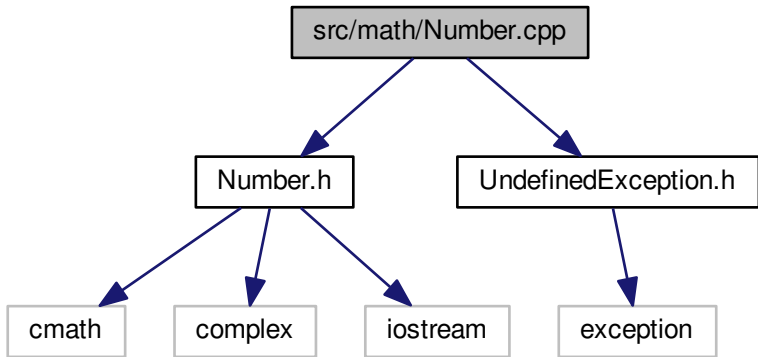 src/math/Number.cpp
Number.h
UndefinedException.h
cmath
complex
iostream
exception